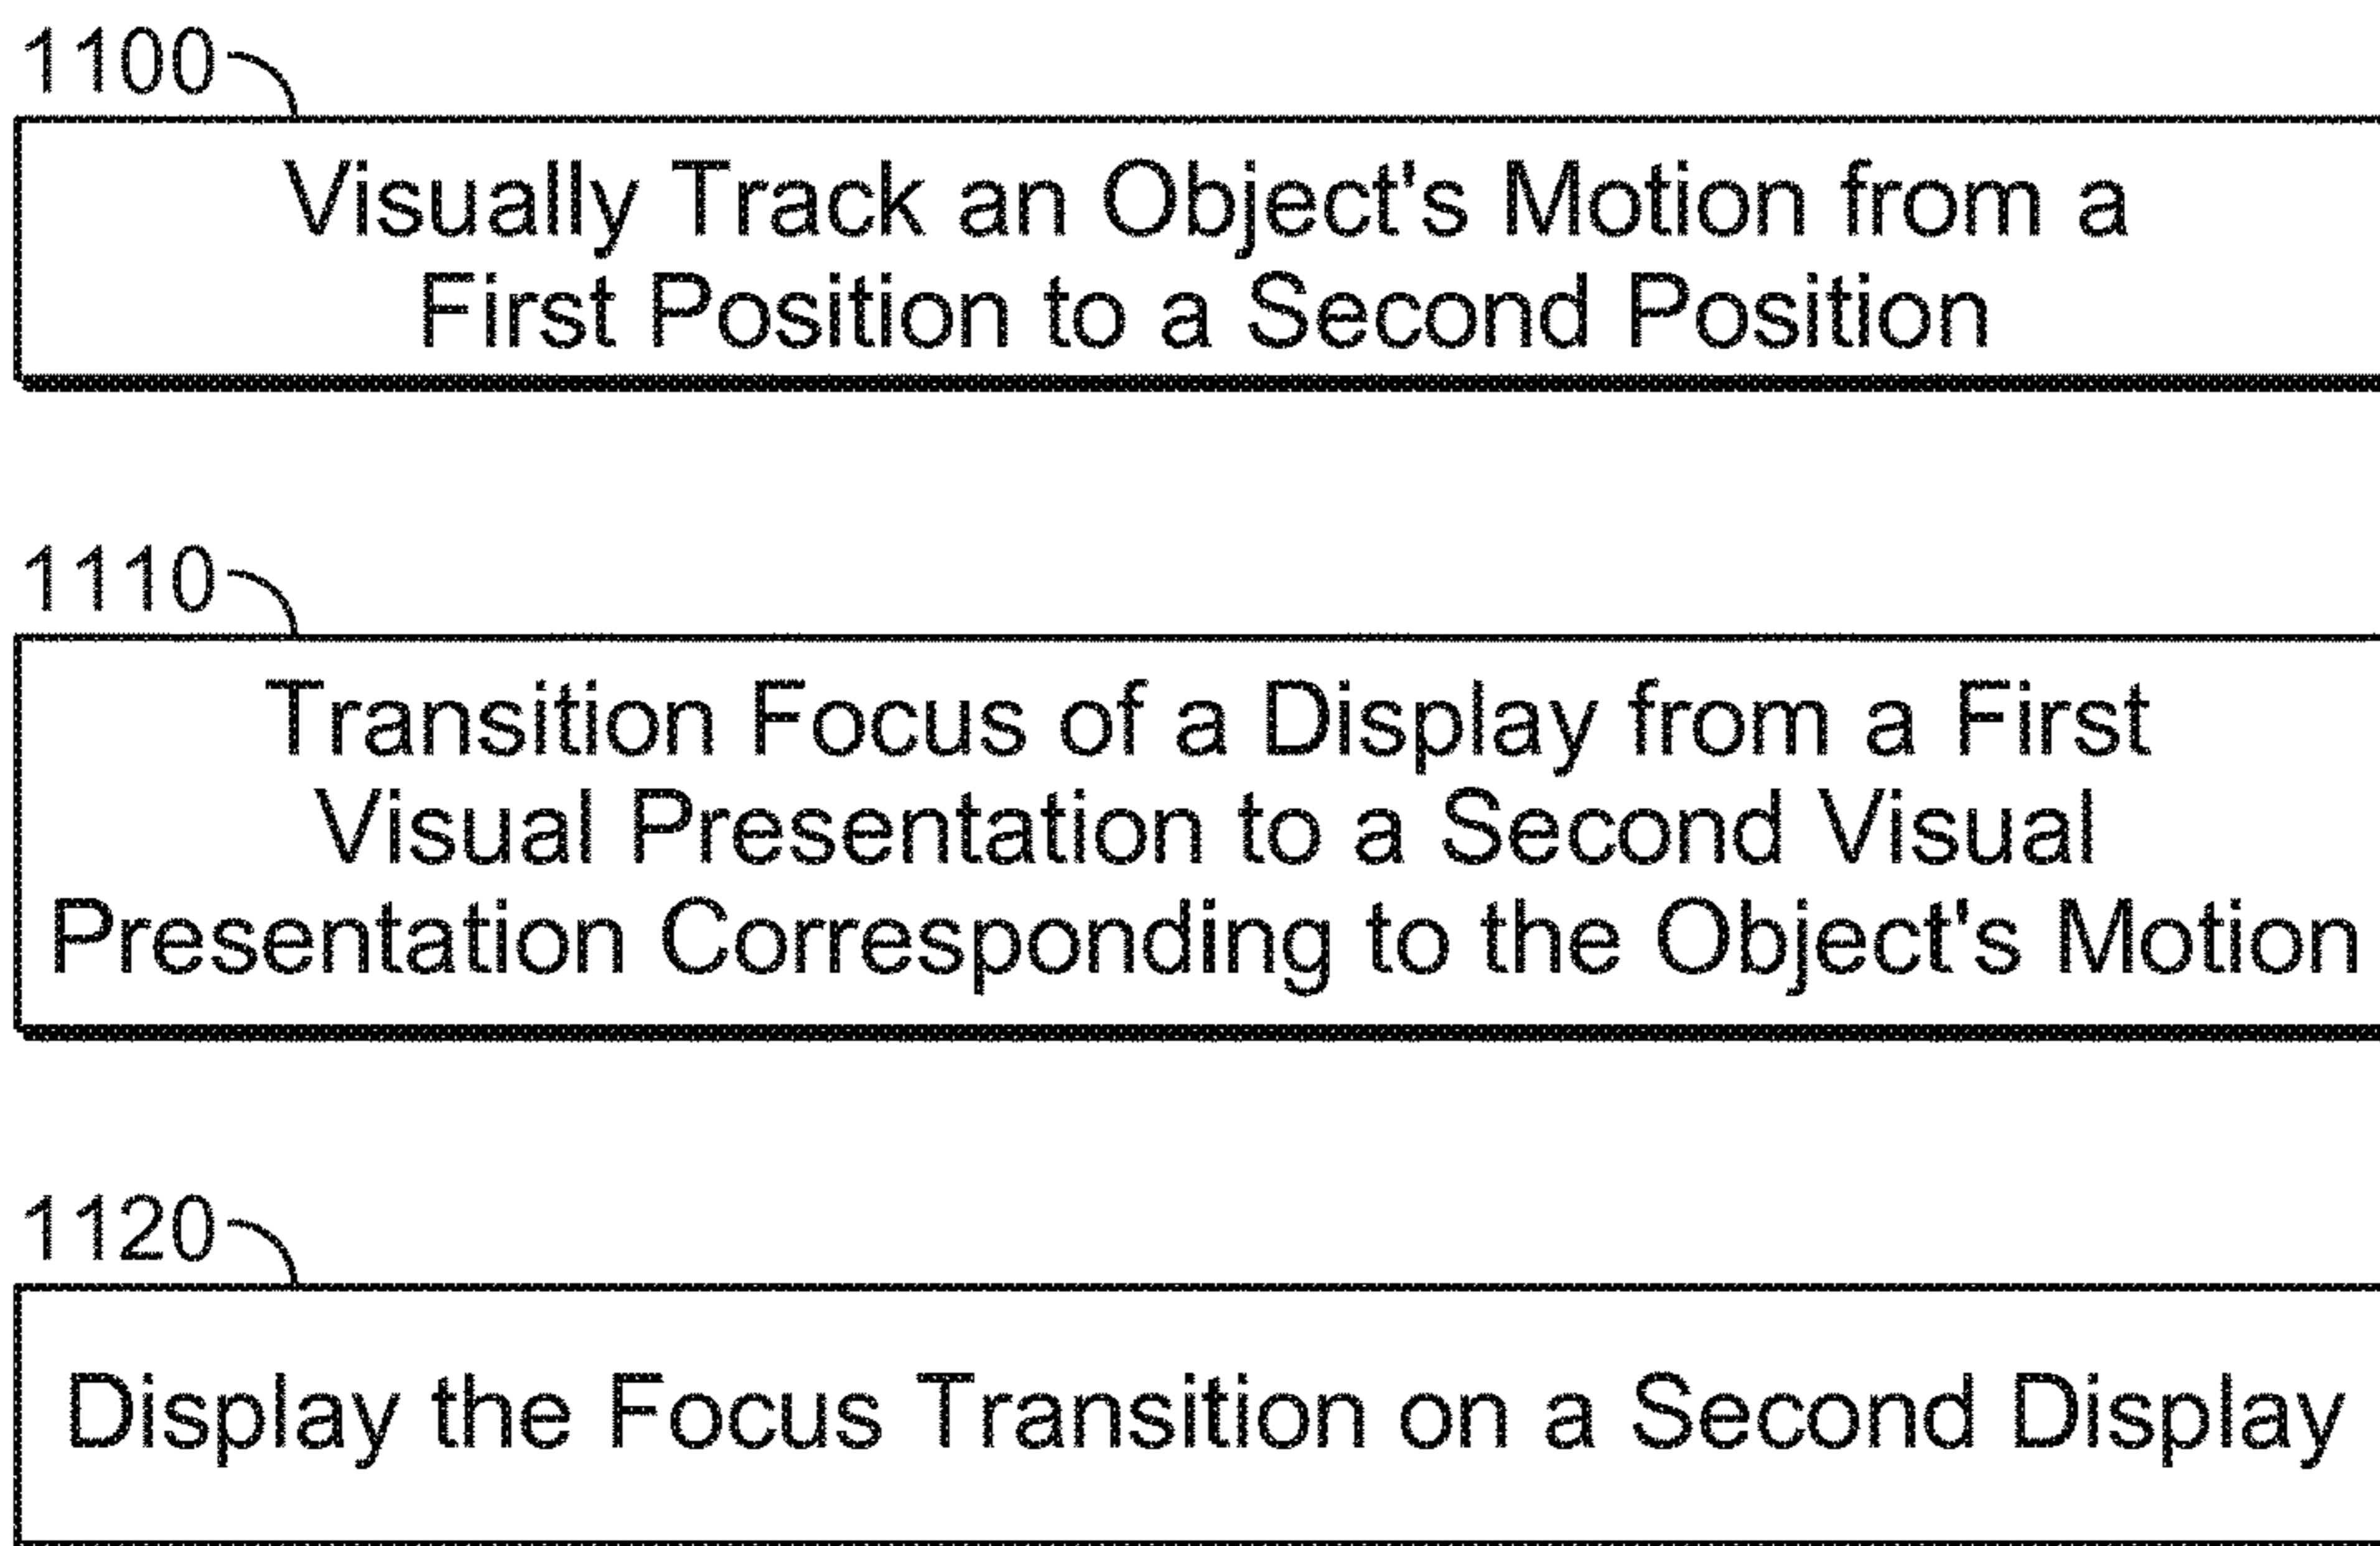 1100
Visually Track an Object's Motion from a
First Position to a Second Position
1110
Transition Focus of a Display from a First
Visual Presentation to a Second Visual
Presentation Corresponding to the Object's Motion
1120
Display the Focus Transition on a Second Display